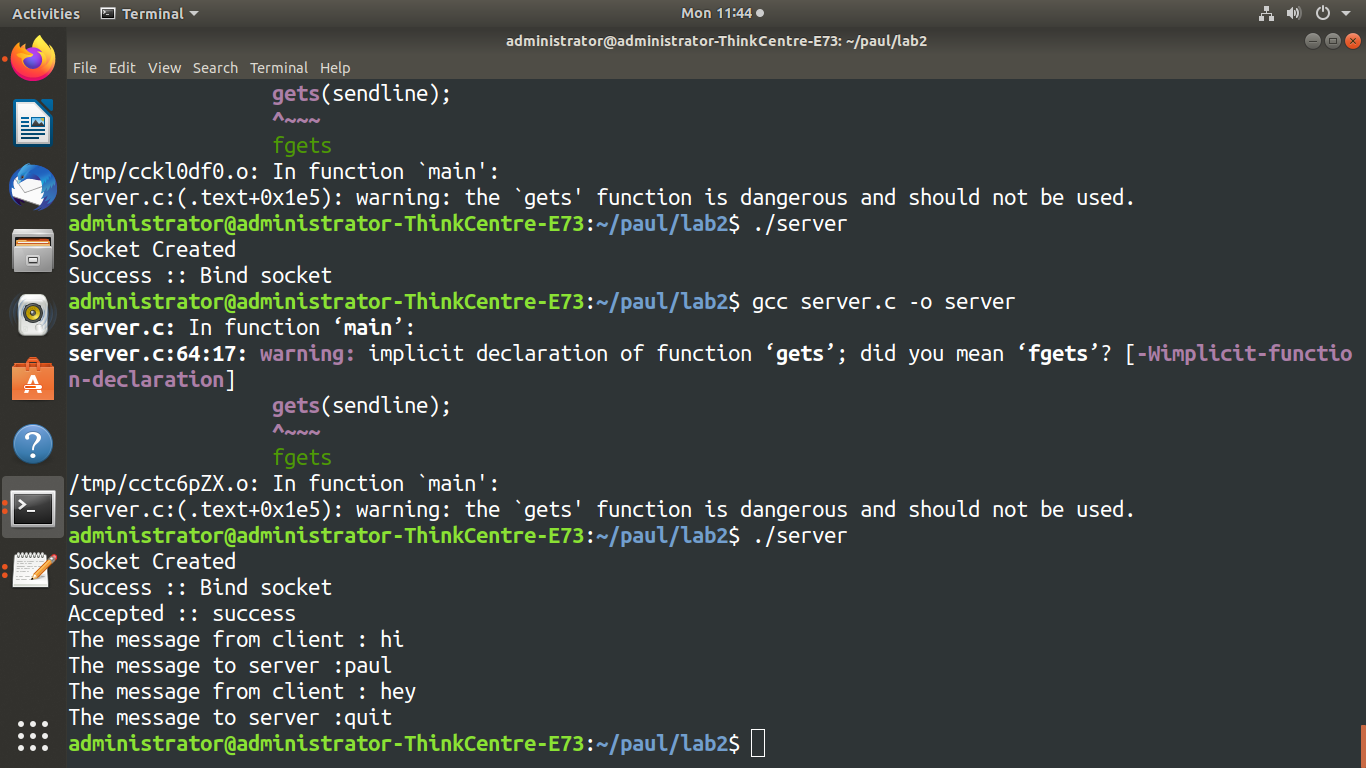 Activities Terminal Mon 11:44
administrator@administrator-ThinkCentre-E73: ~/paul/lab2
File Edit View Search Terminal Help
gets(sendline);
^~~~
fgets
/tmp/cckl0df0.o: In function `main':
server.c:(.text+0x1e5): warning: the `gets' function is dangerous and should not be used.
administrator@administrator-ThinkCentre-E73:~/paul/lab2$ ./server
Socket Created
Success :: Bind socket
administrator@administrator-ThinkCentre-E73:~/paul/lab2$ gcc server.c -o server
server.c: In function ‘main’:
server.c:64:17: warning: implicit declaration of function ‘gets’; did you mean ‘fgets’? [-Wimplicit-functio
n-declaration]
gets(sendline);
^~~~
fgets
/tmp/cctc6pZX.o: In function `main':
server.c:(.text+0x1e5): warning: the `gets' function is dangerous and should not be used.
administrator@administrator-ThinkCentre-E73:~/paul/lab2$ ./server
Socket Created
Success :: Bind socket
Accepted :: success
The message from client : hi
The message to server :paul
The message from client : hey
The message to server :quit
administrator@administrator-ThinkCentre-E73:~/paul/lab2$